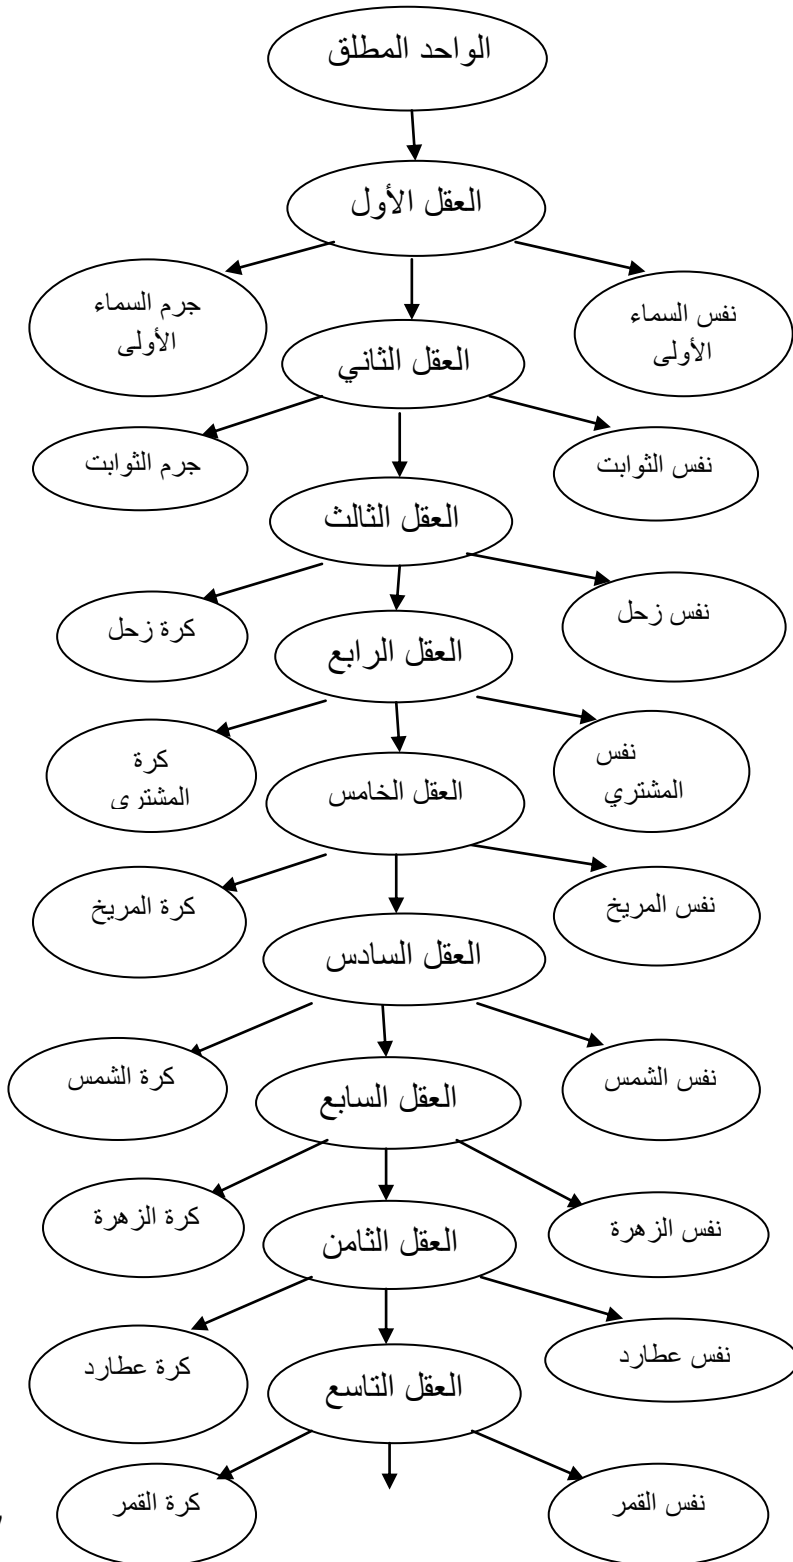 الواحد المطلق
العقل الأول
نفس السماء
الأولى
جرم السماء
الأولى
العقل الثاني
نفس الثوابت
جرم الثوابت
العقل الثالث
نفس زحل
كرة زحل
العقل الرابع
نفس
المشتري
كرة
المشتري
العقل الخامس
نفس المريخ
كرة المريخ
العقل السادس
نفس الشمس
كرة الشمس
العقل السابع
نفس الزهرة
كرة الزهرة
العقل الثامن
نفس عطارد
كرة عطارد
العقل التاسع
نفس القمر
كرة القمر